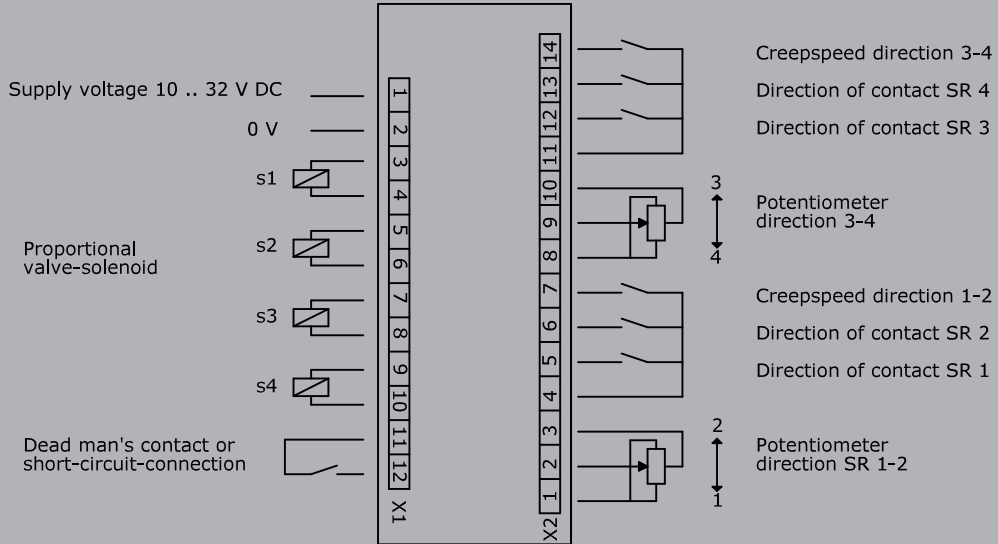 Supply voltage 10 .. 32 V DC
0 V
s1
s2
Proportional
valve-solenoid
s3
s4
Dead man's contact or
short-circuit-connection
1
2
3
4
5
6
7
8
9
10
11
12
X1
14
13
12
11
10
9
8
7
6
5
4
3
2
1
X2
Creepspeed direction 3-4
Direction of contact SR 4
Direction of contact SR 3
3
4
Potentiometer
direction 3-4
Creepspeed direction 1-2
Direction of contact SR 2
Direction of contact SR 1
2
1
Potentiometer
direction SR 1-2